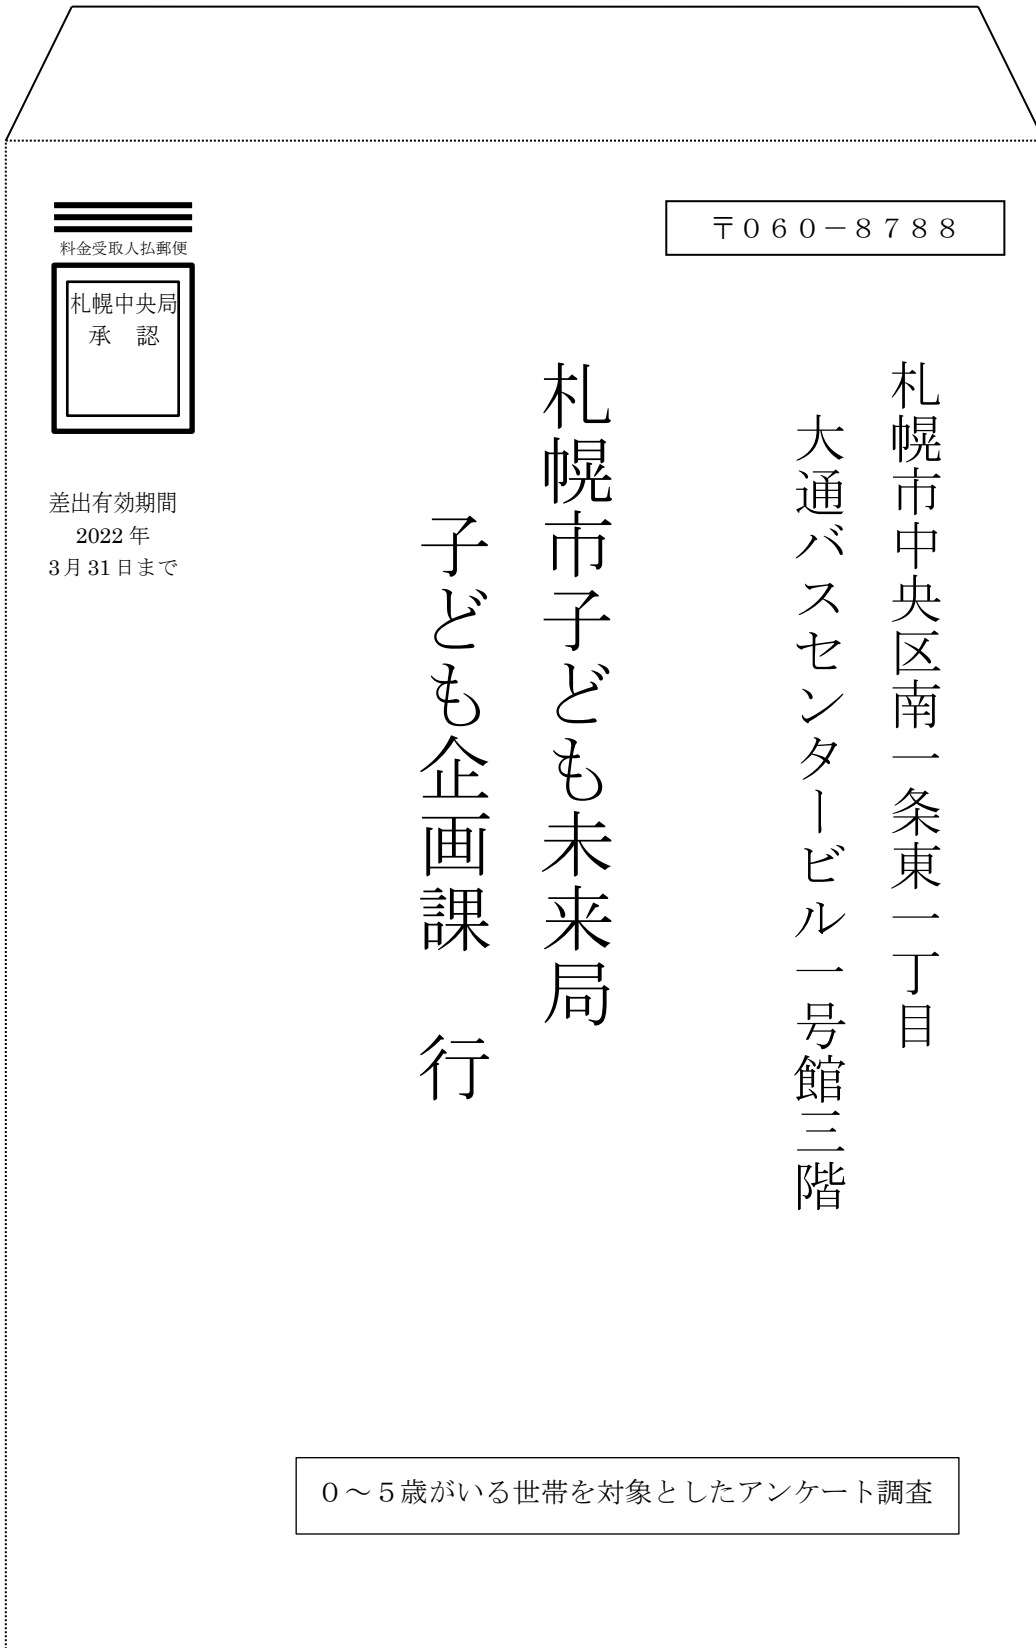 料金受取人払郵便
札幌中央局
承　認
差出有効期間
2022年
3月31日まで
〒０６０－８７８８
札幌市中央区南一条東一丁目
大通バスセンタービル一号館三階
札幌市子ども未来局
子ども企画課　行
０～５歳がいる世帯を対象としたアンケート調査